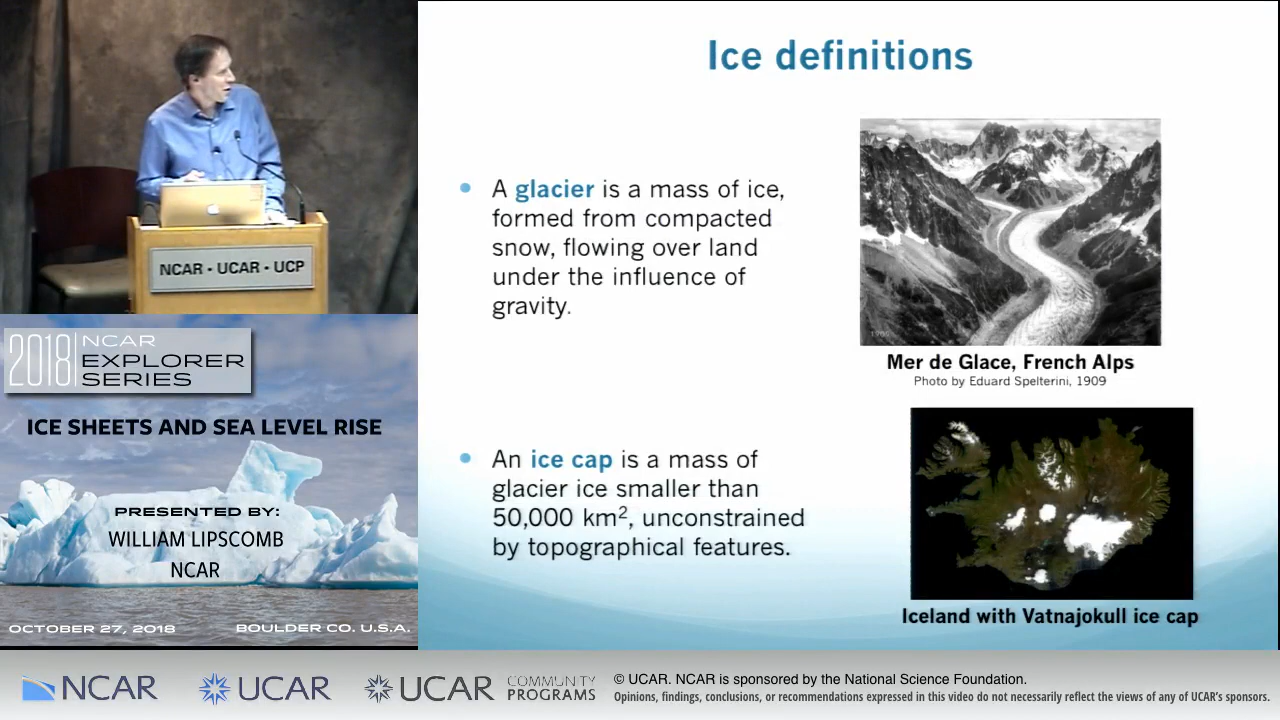 Ice definitions
A glacier is a mass of ice,
formed from compacted
snow, flowing over land
under the influence of
gravity.
1909
Mer de Glace, French Alps
Photo by Eduard Spelterini, 1909
An ice cap is a mass of
glacier ice smaller than
50,000 km², unconstrained
by topographical features.
Iceland with Vatnajokull ice cap
NCAR · UCAR · UCP
2018 NCAR
EXPLORER
SERIES
ICE SHEETS AND SEA LEVEL RISE
PRESENTED BY:
WILLIAM LIPSCOMB
NCAR
OCTOBER 27, 2018 BOULDER CO. U.S.A.
NCAR UCAR UCAR COMMUNITY PROGRAMS
© UCAR. NCAR is sponsored by the National Science Foundation.
Opinions, findings, conclusions, or recommendations expressed in this video do not necessarily reflect the views of any of UCAR's sponsors.